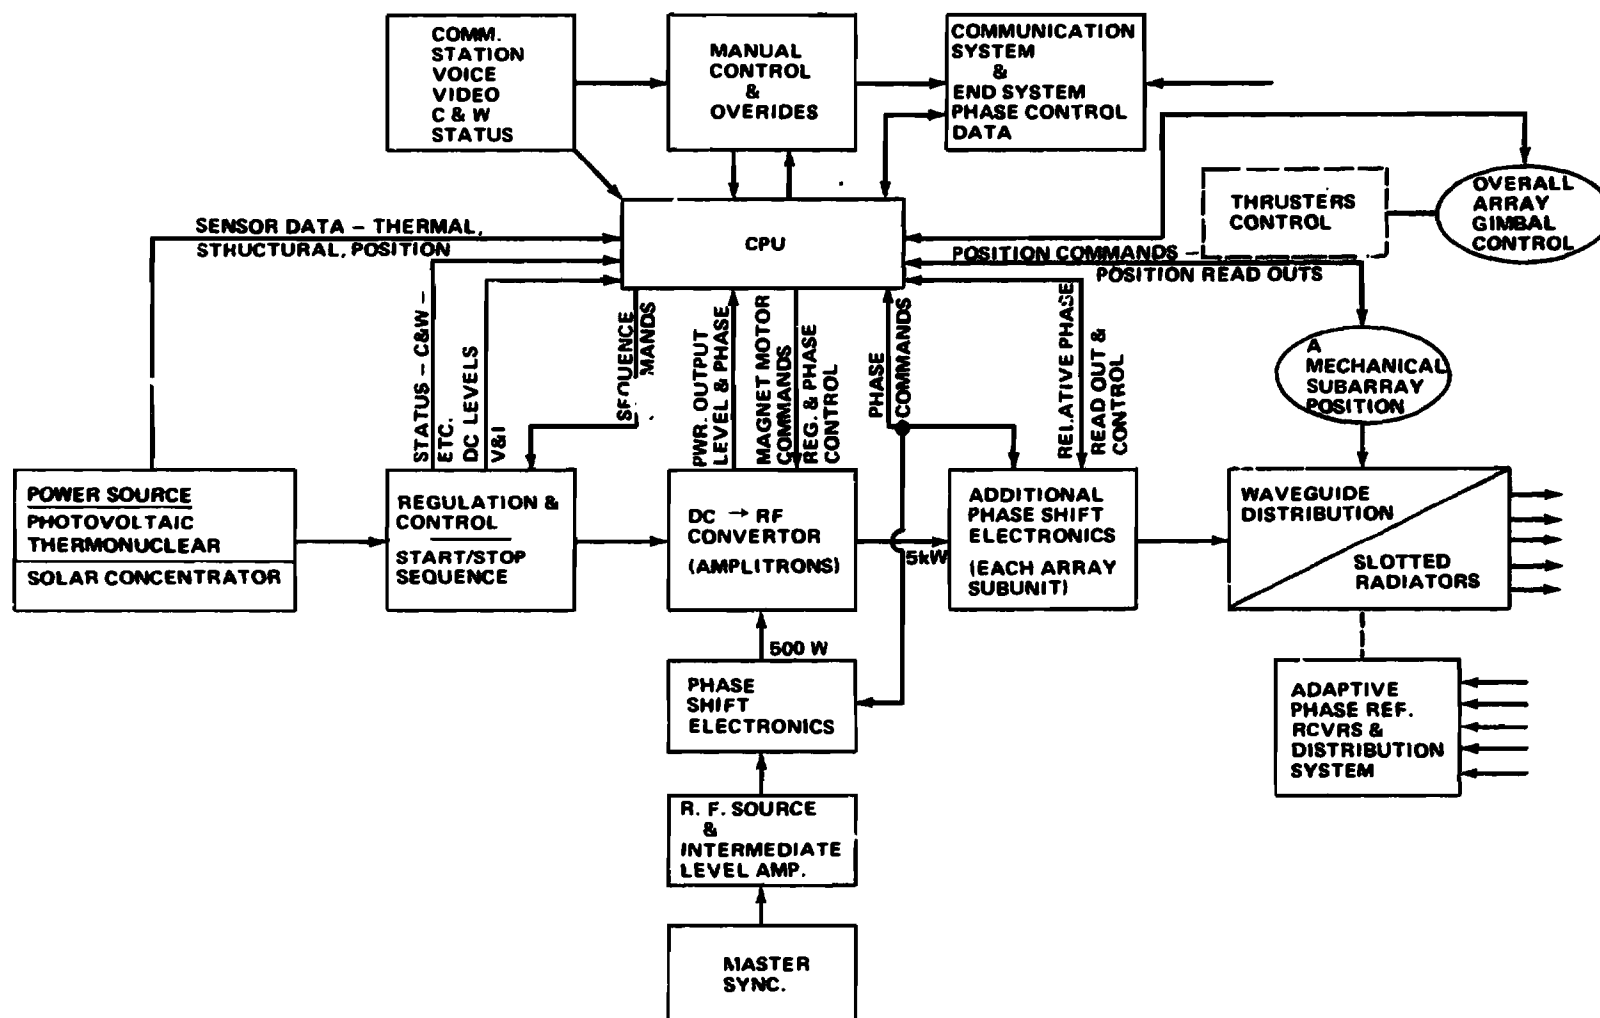 COMM.
STATION
VOICE
VIDEO
C & W
STATUS
MANUAL
CONTROL
&
OVERIDES
COMMUNICATION
SYSTEM
&
END SYSTEM
PHASE CONTROL
DATA
THRUSTERS
CONTROL
OVERALL
ARRAY
GIMBAL
CONTROL
SENSOR DATA – THERMAL,
STRUCTURAL, POSITION
CPU
POSITION COMMANDS –
POSITION READ OUTS
STATUS – C&W –
ETC.
DC LEVELS
V&I
SEQUENCE
MANDS
PWR. OUTPUT
LEVEL & PHASE
MAGNET MOTOR
COMMANDS
REG. & PHASE
CONTROL
PHASE
COMMANDS
RELATIVE PHASE
READ OUT &
CONTROL
A
MECHANICAL
SUBARRAY
POSITION
POWER SOURCE
PHOTOVOLTAIC
THERMONUCLEAR
SOLAR CONCENTRATOR
REGULATION &
CONTROL
START/STOP
SEQUENCE
DC → RF
CONVERTOR
(AMPLITRONS)
5kW
ADDITIONAL
PHASE SHIFT
ELECTRONICS
(EACH ARRAY
SUBUNIT)
WAVEGUIDE
DISTRIBUTION
SLOTTED
RADIATORS
500 W
PHASE
SHIFT
ELECTRONICS
ADAPTIVE
PHASE REF.
RCVRS &
DISTRIBUTION
SYSTEM
R. F. SOURCE
&
INTERMEDIATE
LEVEL AMP.
MASTER
SYNC.